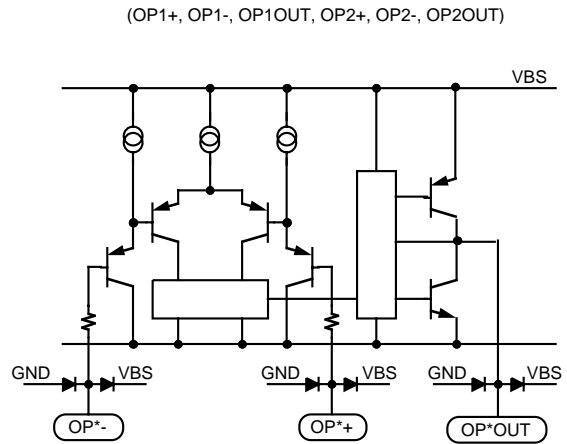 (OP1+, OP1-, OP1OUT, OP2+, OP2-, OP2OUT)
VBS
GND VBS GND VBS GND VBS
OP*- OP*+ OP*OUT